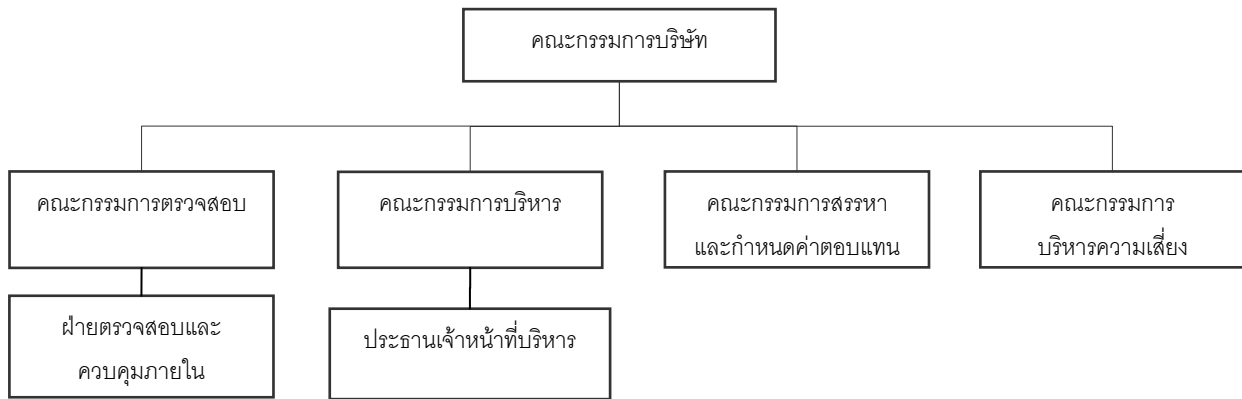 คณะกรรมการบริษัท
คณะกรรมการตรวจสอบ
คณะกรรมการบริหาร
คณะกรรมการสรรหา
และกำหนดค่าตอบแทน
คณะกรรมการ
บริหารความเสี่ยง
ฝ่ายตรวจสอบและ
ควบคุมภายใน
ประธานเจ้าหน้าที่บริหาร